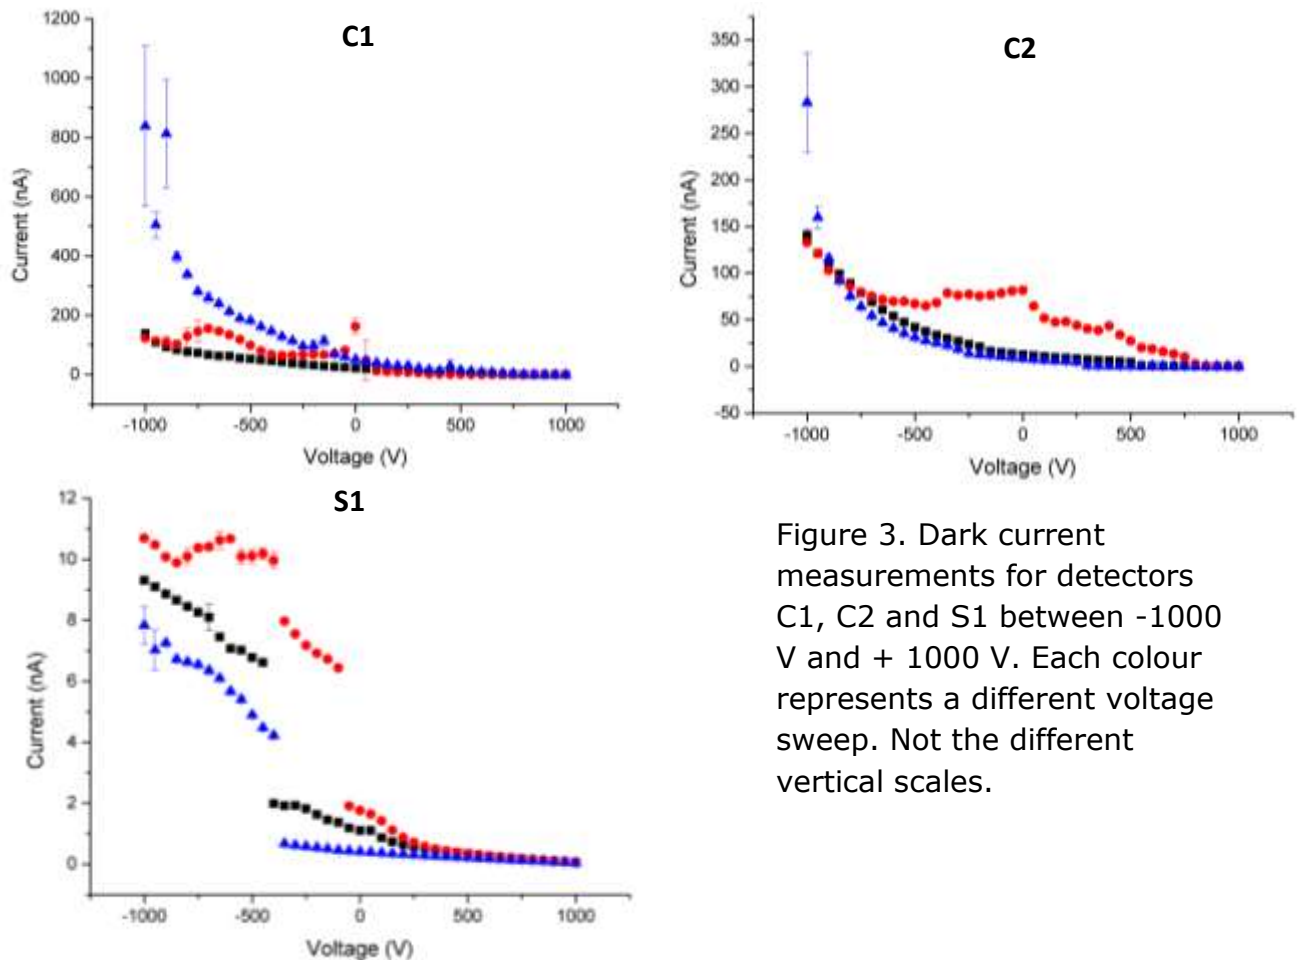 C1
1200
1000
800
600
400
200
0
Current (nA)
-1000 -500 0 500 1000
Voltage (V)
C2
350
300
250
200
150
100
50
0
-50
Current (nA)
-1000 -500 0 500 1000
Voltage (V)
S1
12
10
8
6
4
2
0
Current (nA)
-1000 -500 0 500 1000
Voltage (V)
Figure 3. Dark current
measurements for detectors
C1, C2 and S1 between -1000
V and + 1000 V. Each colour
represents a different voltage
sweep. Not the different
vertical scales.